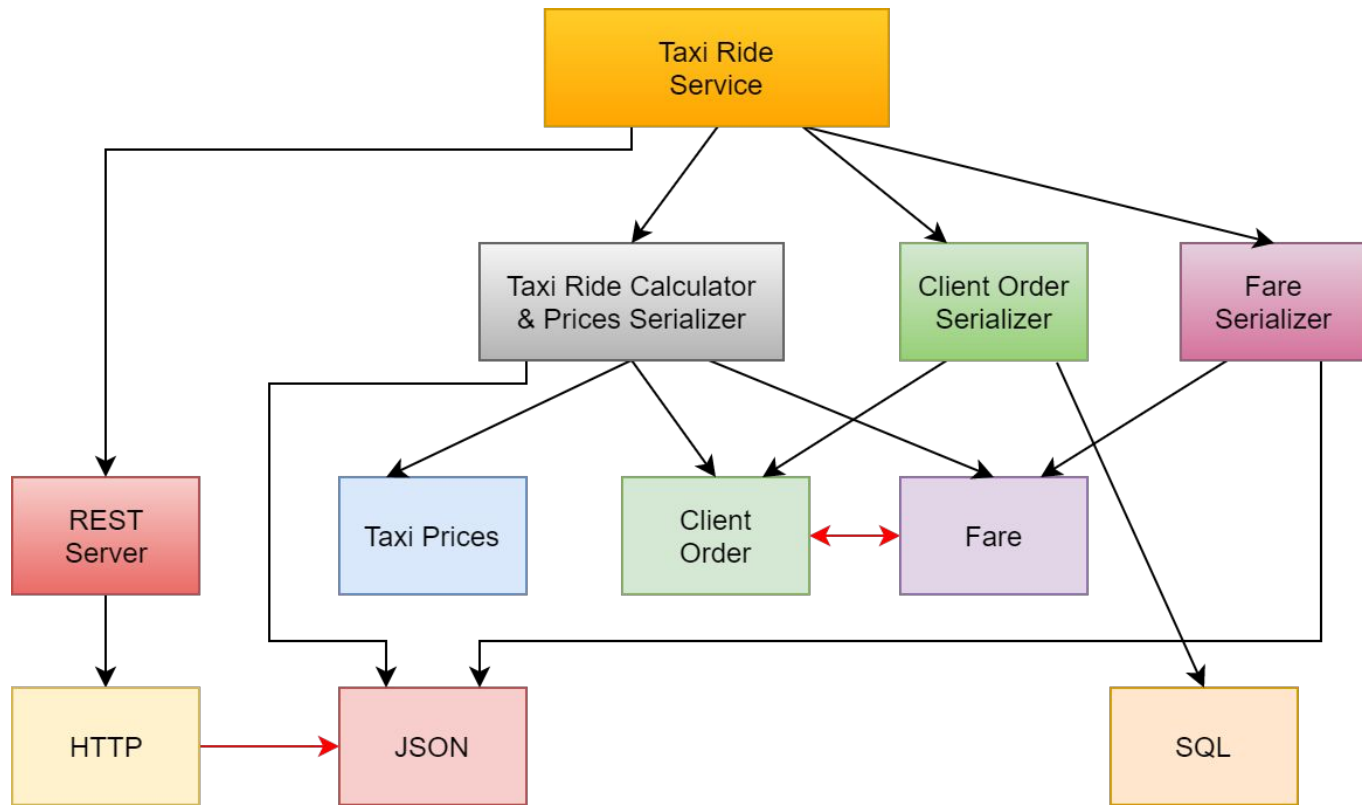 Taxi Ride
Service
Taxi Ride Calculator
& Prices Serializer
Client Order
Serializer
Fare
Serializer
REST
Server
Taxi Prices
Client
Order
Fare
HTTP
JSON
SQL